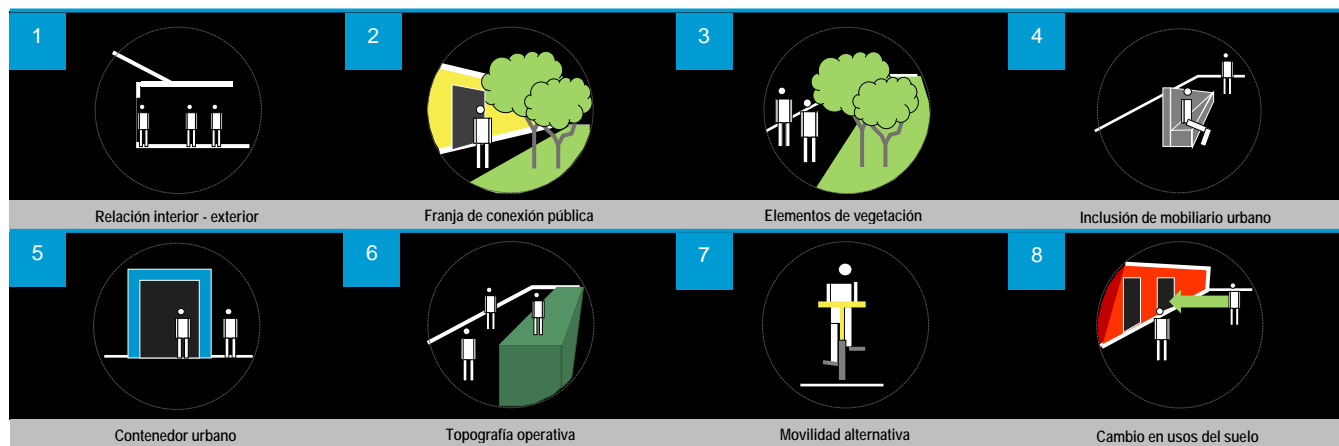 1
2
3
4
Relación interior - exterior
Franja de conexión pública
Elementos de vegetación
Inclusión de mobiliario urbano
5
6
7
8
Contenedor urbano
Topografía operativa
Movilidad alternativa
Cambio en usos del suelo